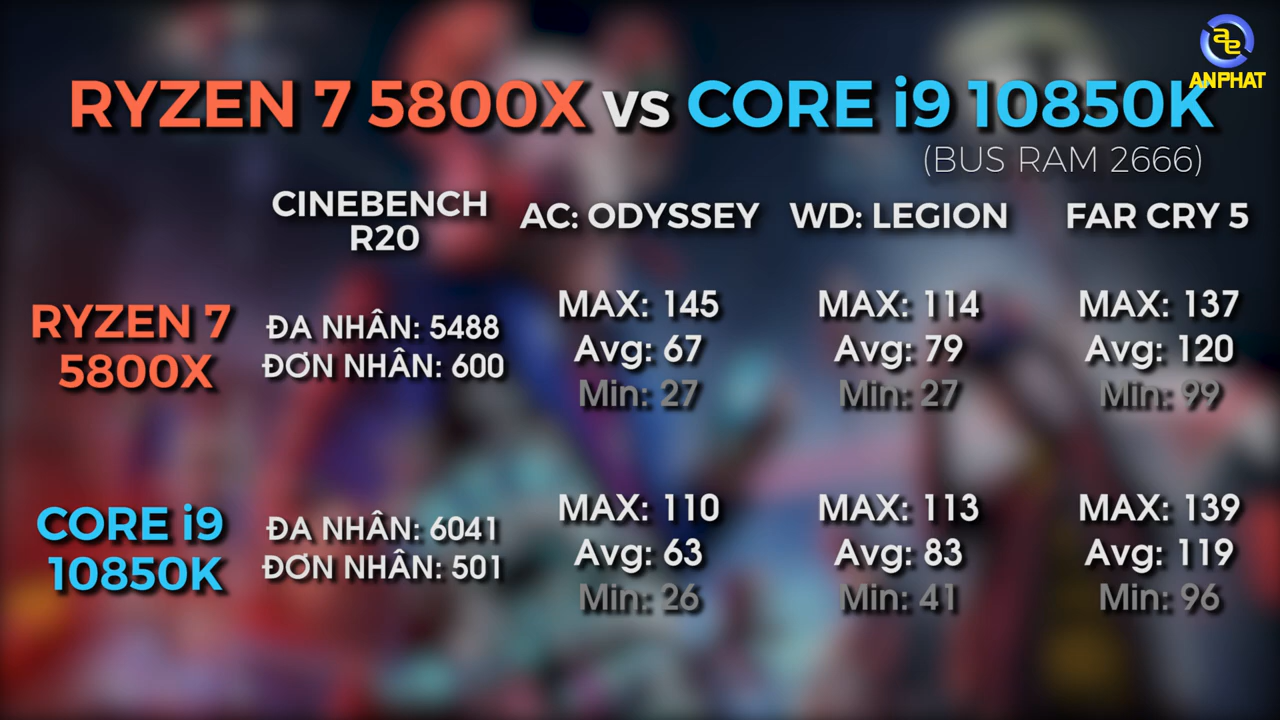 ae
ANPHAT
RYZEN 7 5800X vs CORE i9 10850K
(BUS RAM 2666)
CINEBENCH
R20
AC: ODYSSEY
WD: LEGION
FAR CRY 5
RYZEN 7
5800X
ĐA NHÂN: 5488
ĐƠN NHÂN: 600
MAX: 145
Avg: 67
Min: 27
MAX: 114
Avg: 79
Min: 27
MAX: 137
Avg: 120
Min: 99
CORE i9
10850K
ĐA NHÂN: 6041
ĐƠN NHÂN: 501
MAX: 110
Avg: 63
Min: 26
MAX: 113
Avg: 83
Min: 41
MAX: 139
Avg: 119
Min: 96